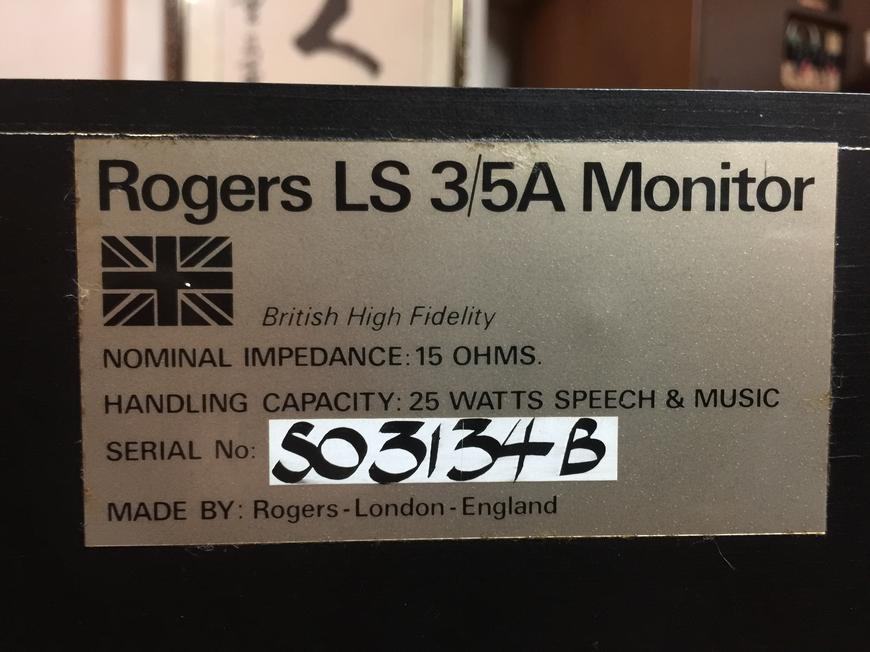 Rogers LS 3/5A Monitor
British High Fidelity
NOMINAL IMPEDANCE: 15 OHMS.
HANDLING CAPACITY: 25 WATTS SPEECH & MUSIC
SERIAL No: SO3134B
MADE BY: Rogers-London-England